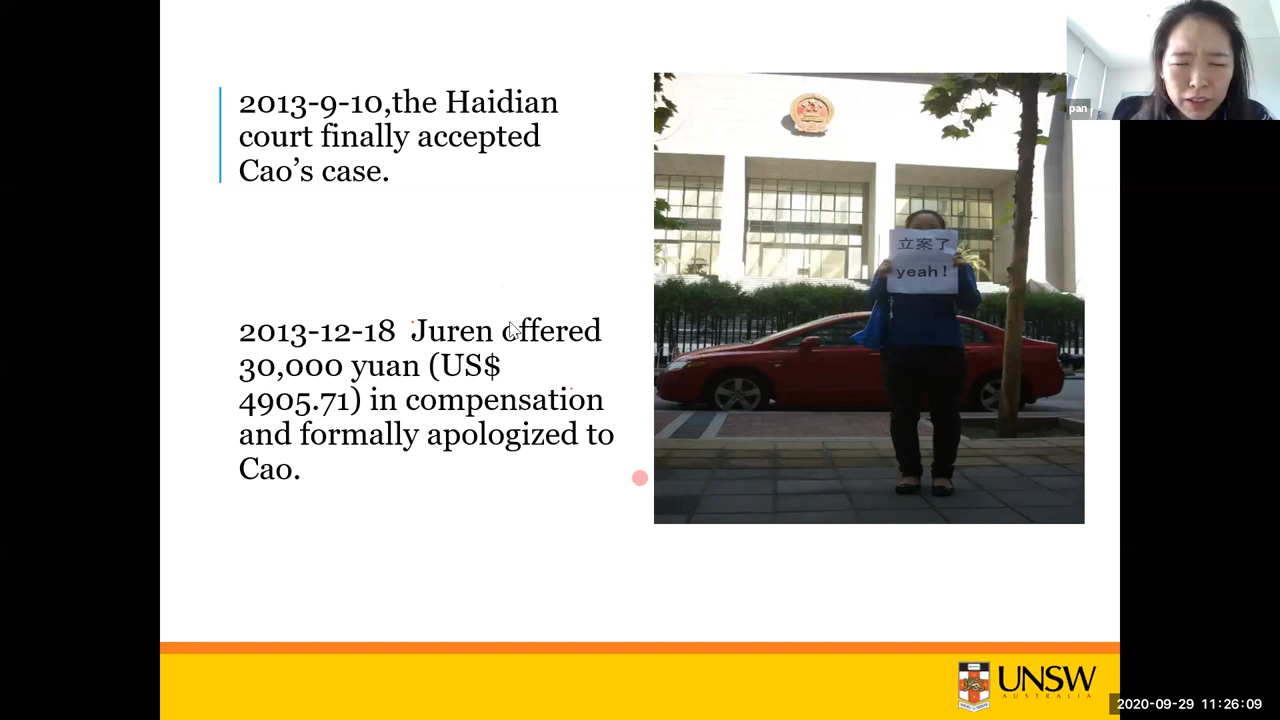 2013-9-10,the Haidian
court finally accepted
Cao’s case.
2013-12-18 Juren offered
30,000 yuan (US$
4905.71) in compensation
and formally apologized to
Cao.
立案了
yeah!
pan
UNSW
AUSTRALIA
2020-09-29 11:26:09